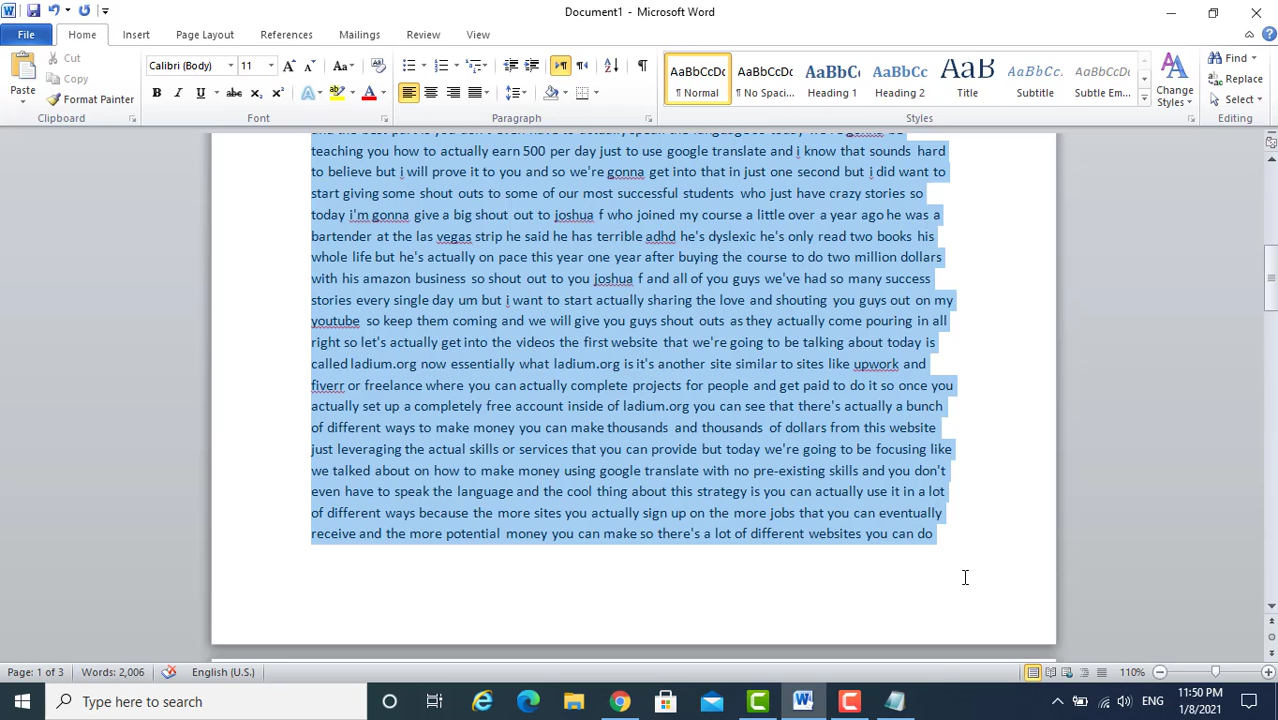 Document1 - Microsoft Word
File Home Insert Page Layout References Mailings Review View
Paste Cut Copy Format Painter
Calibri (Body) 11
AaBbCcDc AaBbCcDc AaBbCc AaBbCc AaB AaBbCc. AaBbCcDc
¶ Normal ¶ No Spaci... Heading 1 Heading 2 Title Subtitle Subtle Em...
Change Styles
Find Replace Select
Clipboard Font Paragraph Styles Editing
teaching you how to actually earn 500 per day just to use google translate and i know that sounds hard
to believe but i will prove it to you and so we're gonna get into that in just one second but i did want to
start giving some shout outs to some of our most successful students who just have crazy stories so
today i'm gonna give a big shout out to joshua f who joined my course a little over a year ago he was a
bartender at the las vegas strip he said he has terrible adhd he's dyslexic he's only read two books his
whole life but he's actually on pace this year one year after buying the course to do two million dollars
with his amazon business so shout out to you joshua f and all of you guys we've had so many success
stories every single day um but i want to start actually sharing the love and shouting you guys out on my
youtube so keep them coming and we will give you guys shout outs as they actually come pouring in all
right so let's actually get into the videos the first website that we're going to be talking about today is
called ladium.org now essentially what ladium.org is it's another site similar to sites like upwork and
fiverr or freelance where you can actually complete projects for people and get paid to do it so once you
actually set up a completely free account inside of ladium.org you can see that there's actually a bunch
of different ways to make money you can make thousands and thousands of dollars from this website
just leveraging the actual skills or services that you can provide but today we're going to be focusing like
we talked about on how to make money using google translate with no pre-existing skills and you don't
even have to speak the language and the cool thing about this strategy is you can actually use it in a lot
of different ways because the more sites you actually sign up on the more jobs that you can eventually
receive and the more potential money you can make so there's a lot of different websites you can do
Page: 1 of 3 Words: 2,006 English (U.S.) 110%
Type here to search
ENG 11:50 PM
1/8/2021